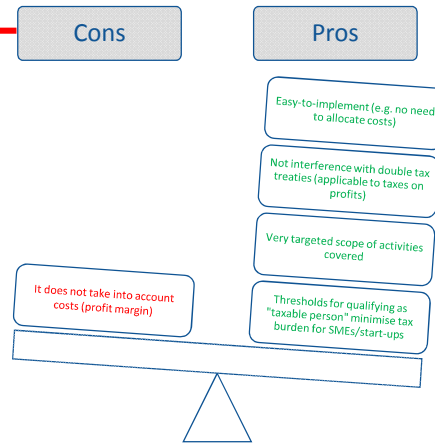 Cons
Pros
Easy-to-implement (e.g. no need
to allocate costs)
Not interference with double tax
treaties (applicable to taxes on
profits)
Very targeted scope of activities
covered
It does not take into account
costs (profit margin)
Thresholds for qualifying as
"taxable person" minimise tax
burden for SMEs/start-ups